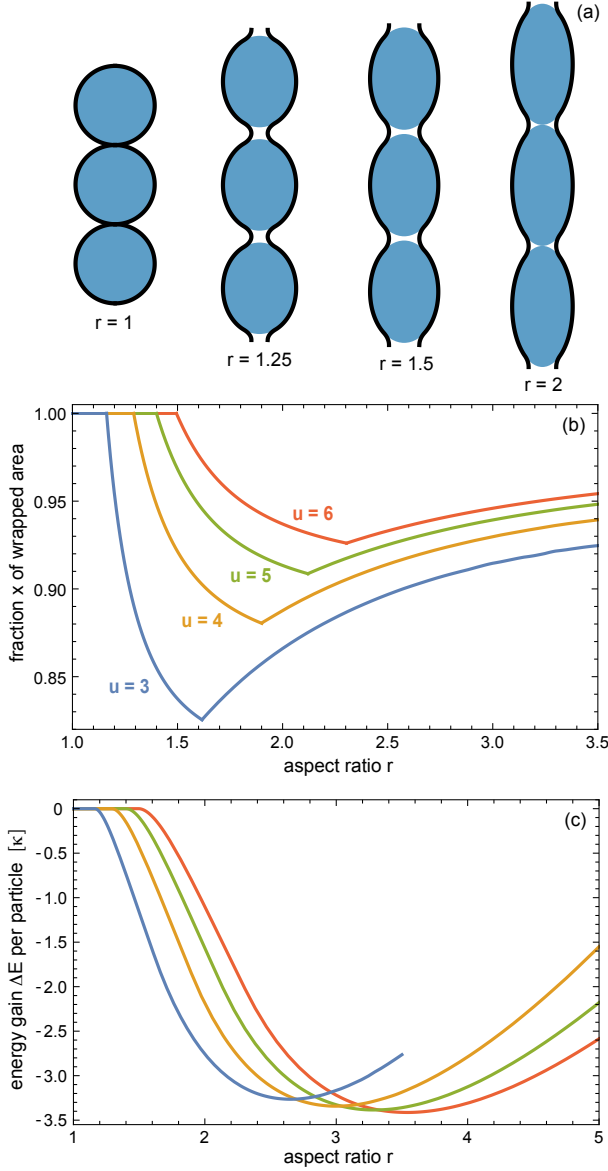 (a)
r = 1
r = 1.25
r = 1.5
r = 2
(b)
1.00
0.95
0.90
0.85
fraction x of wrapped area
u = 6
u = 5
u = 4
u = 3
1.0 1.5 2.0 2.5 3.0 3.5
aspect ratio r
(c)
0
-0.5
-1.0
-1.5
-2.0
-2.5
-3.0
-3.5
energy gain ΔE per particle [κ]
1 2 3 4 5
aspect ratio r